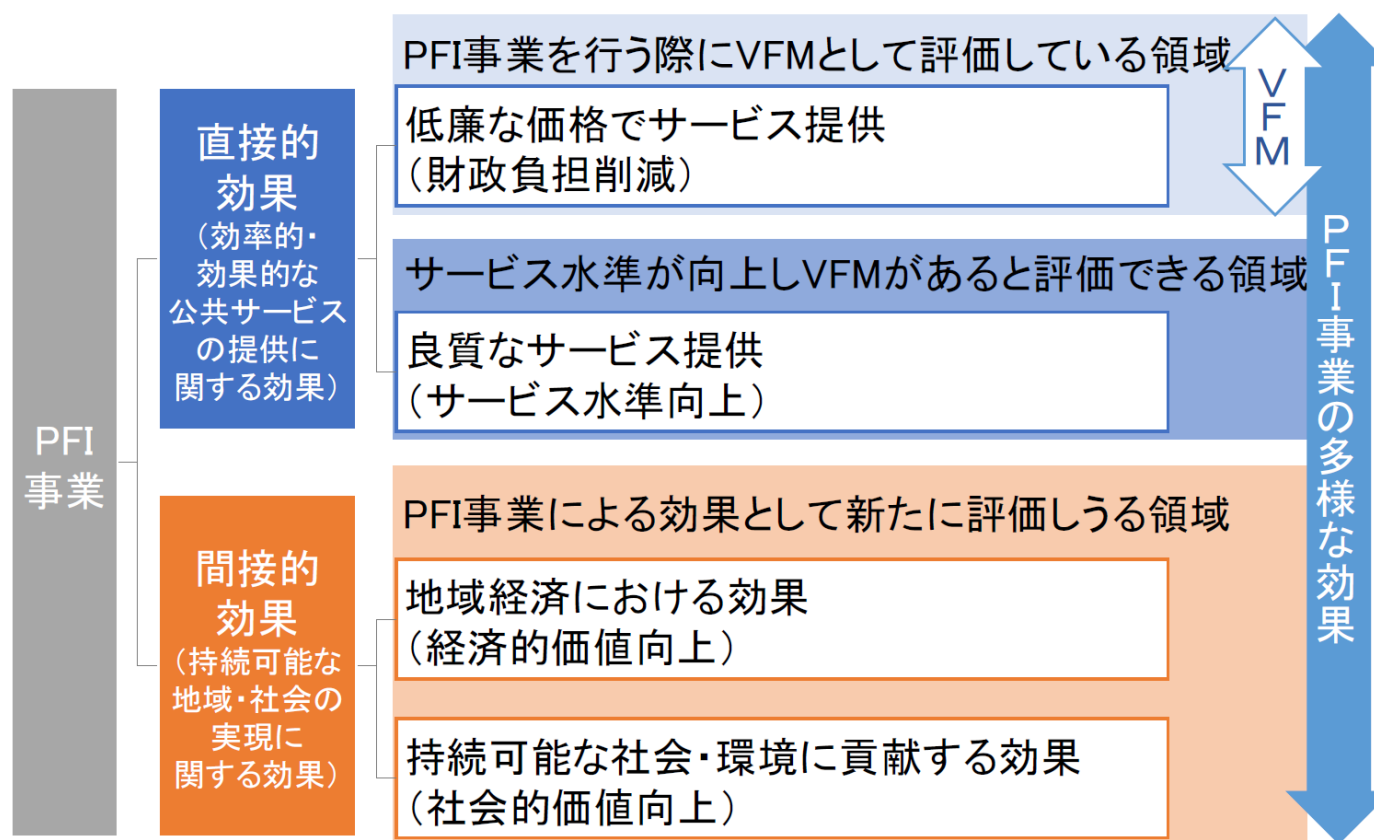 PFI
事業
直接的
効果
（効率的・
効果的な
公共サービス
の提供に
関する効果）
PFI事業を行う際にVFMとして評価している領域
低廉な価格でサービス提供
（財政負担削減）
サービス水準が向上しVFMがあると評価できる領域
良質なサービス提供
（サービス水準向上）
間接的
効果
（持続可能な
地域・社会の
実現に
関する効果）
PFI事業による効果として新たに評価しうる領域
地域経済における効果
（経済的価値向上）
持続可能な社会・環境に貢献する効果
（社会的価値向上）
VFM
PFI事業の多様な効果